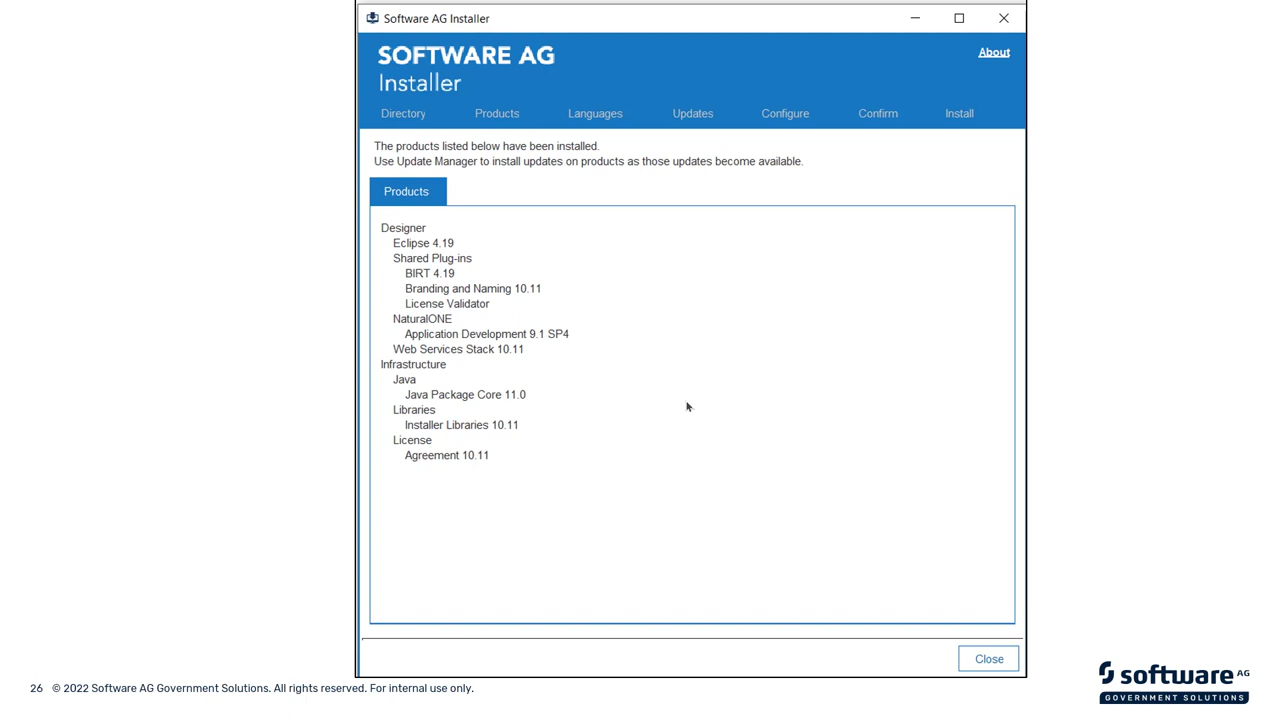 Software AG Installer
SOFTWARE AG
Installer
About
Directory Products Languages Updates Configure Confirm Install
The products listed below have been installed.
Use Update Manager to install updates on products as those updates become available.
Products
Designer
Eclipse 4.19
Shared Plug-ins
BIRT 4.19
Branding and Naming 10.11
License Validator
NaturalONE
Application Development 9.1 SP4
Web Services Stack 10.11
Infrastructure
Java
Java Package Core 11.0
Libraries
Installer Libraries 10.11
License
Agreement 10.11
Close
26 © 2022 Software AG Government Solutions. All rights reserved. For internal use only.
software AG
GOVERNMENT SOLUTIONS